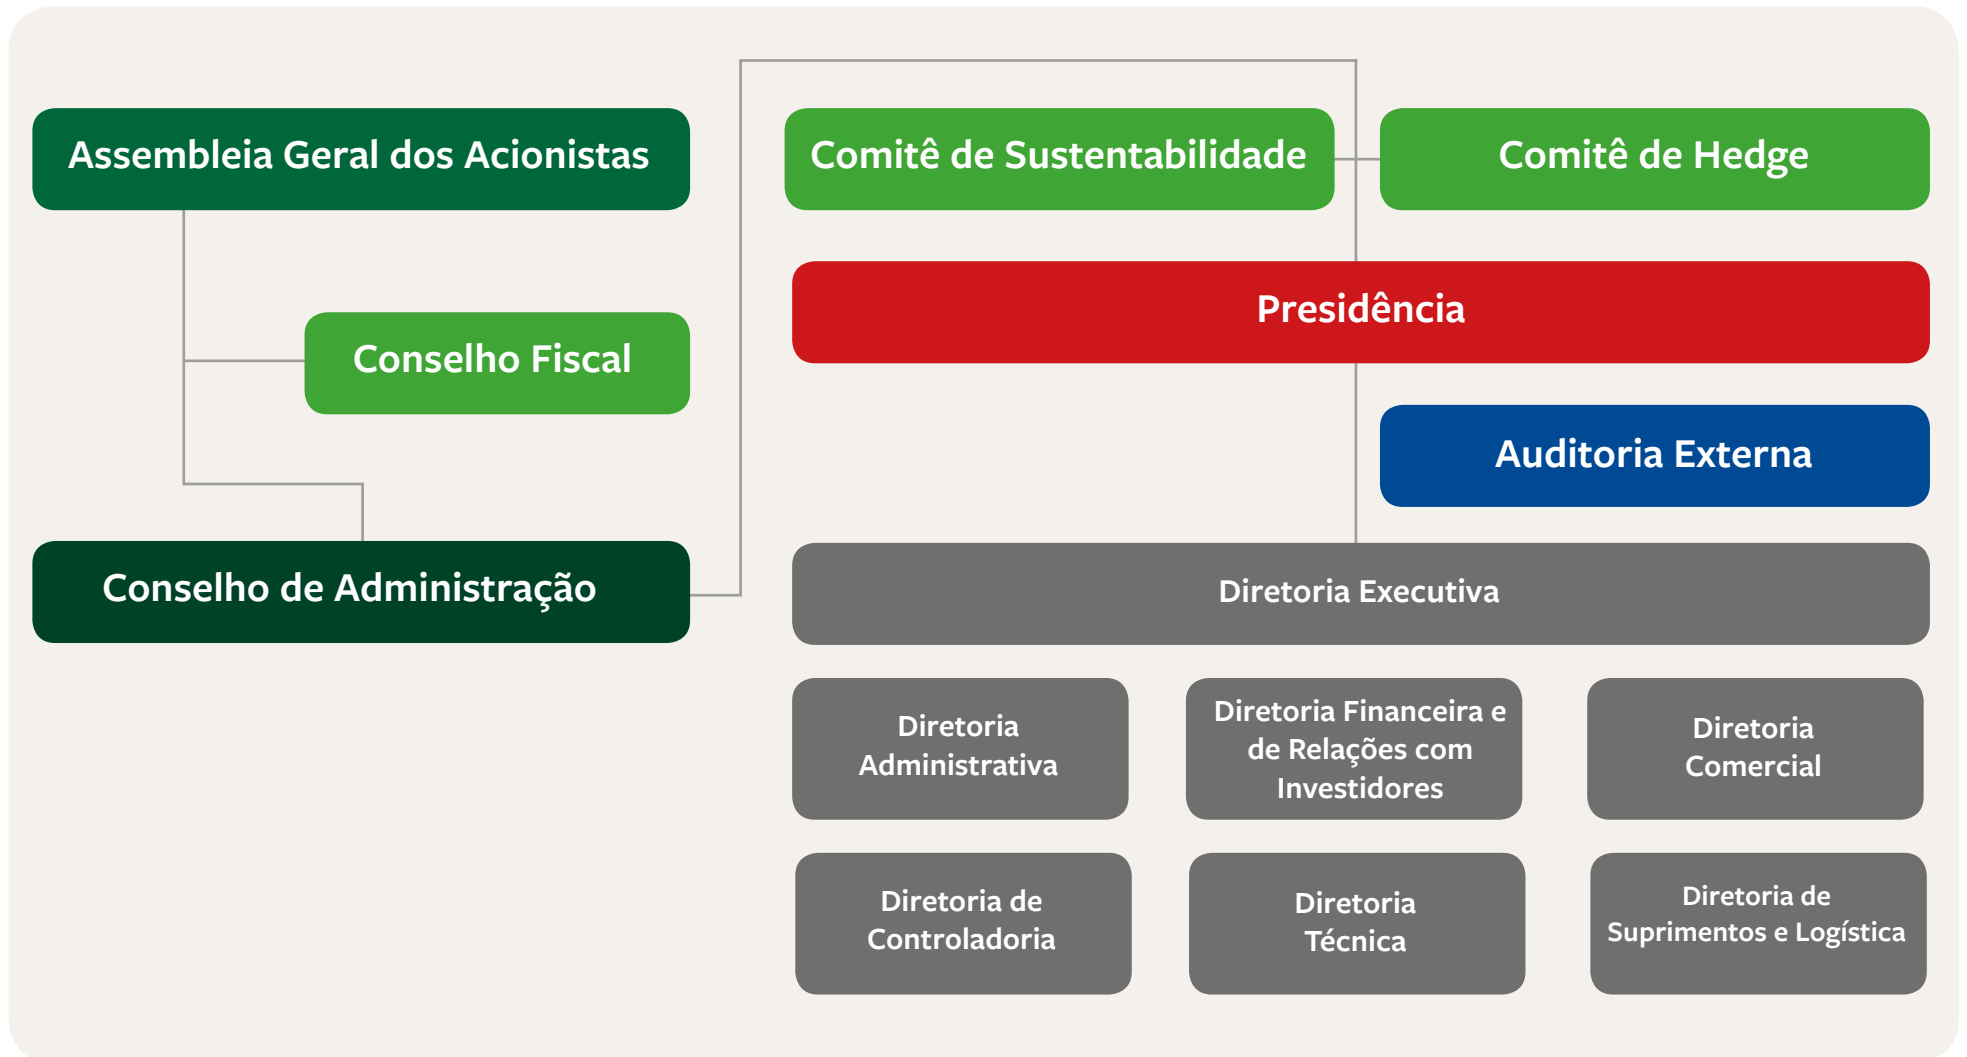 Assembleia Geral dos Acionistas
Conselho Fiscal
Conselho de Administração
Comitê de Sustentabilidade
Comitê de Hedge
Presidência
Auditoria Externa
Diretoria Executiva
Diretoria
Administrativa
Diretoria Financeira e
de Relações com
Investidores
Diretoria
Comercial
Diretoria de
Controladoria
Diretoria
Técnica
Diretoria de
Suprimentos e Logística